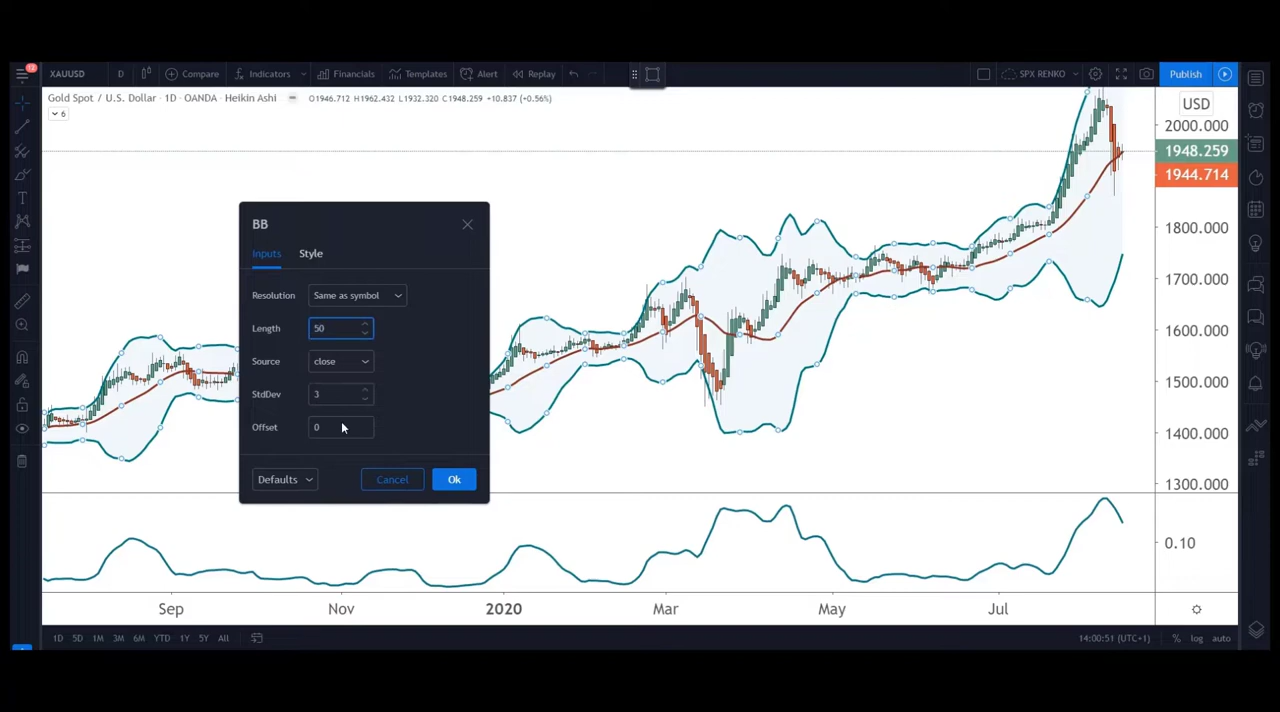 12
XAUUSD D Compare Indicators Financials Templates Alert Replay SPX RENKO Publish
Gold Spot / U.S. Dollar · 1D · OANDA · Heikin Ashi O1946.712 H1962.432 L1932.320 C1948.259 +10.837 (+0.56%)
6
USD
2000.000
1948.259
1944.714
1800.000
1700.000
1600.000
1500.000
1400.000
1300.000
0.10
BB
Inputs Style
Resolution Same as symbol
Length 50
Source close
StdDev 3
Offset 0
Defaults Cancel Ok
Sep Nov 2020 Mar May Jul
1D 5D 1M 3M 6M YTD 1Y 5Y All 14:00:51 (UTC+1) % log auto